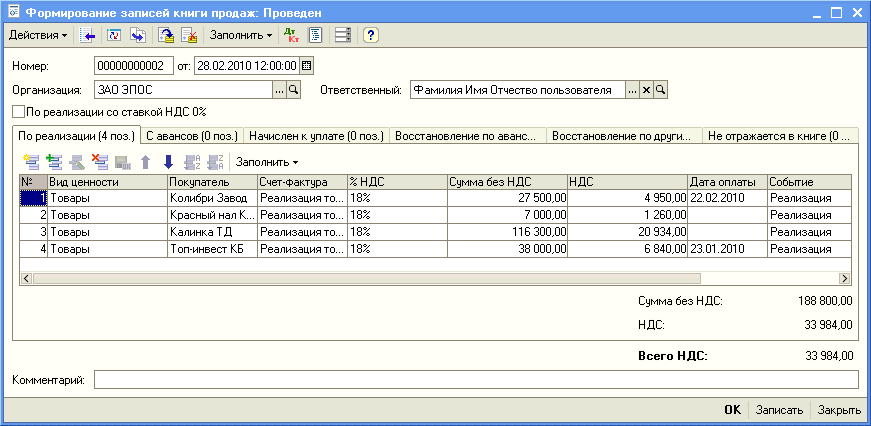 Формирование записей книги продаж: Проведен
Действия Заполнить Дт Кт ?
Номер: 00000000002 от: 28.02.2010 12:00:00
Организация: ЗАО ЭПОС ... Ответственный: Фамилия Имя Отчество пользователя ... ×
По реализации со ставкой НДС 0%
По реализации (4 поз.) С авансов (0 поз.) Начислен к уплате (0 поз.) Восстановление по аванс... Восстановление по други... Не отражается в книге (0 ...
Заполнить
№ Вид ценности Покупатель Счет-фактура % НДС Сумма без НДС НДС Дата оплаты Событие
1 Товары Колибри Завод Реализация то... 18% 27 500,00 4 950,00 22.02.2010 Реализация
2 Товары Красный нал К... Реализация то... 18% 7 000,00 1 260,00 Реализация
3 Товары Калинка ТД Реализация то... 18% 116 300,00 20 934,00 Реализация
4 Товары Топ-инвест КБ Реализация то... 18% 38 000,00 6 840,00 23.01.2010 Реализация
Сумма без НДС: 188 800,00
НДС: 33 984,00
Всего НДС: 33 984,00
Комментарий:
OK Записать Закрыть